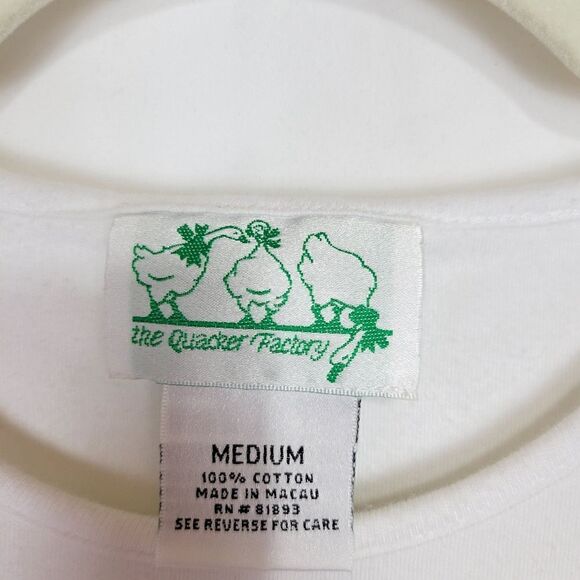 the Quacker Factory
MEDIUM
100% COTTON
MADE IN MACAU
RN # 81893
SEE REVERSE FOR CARE